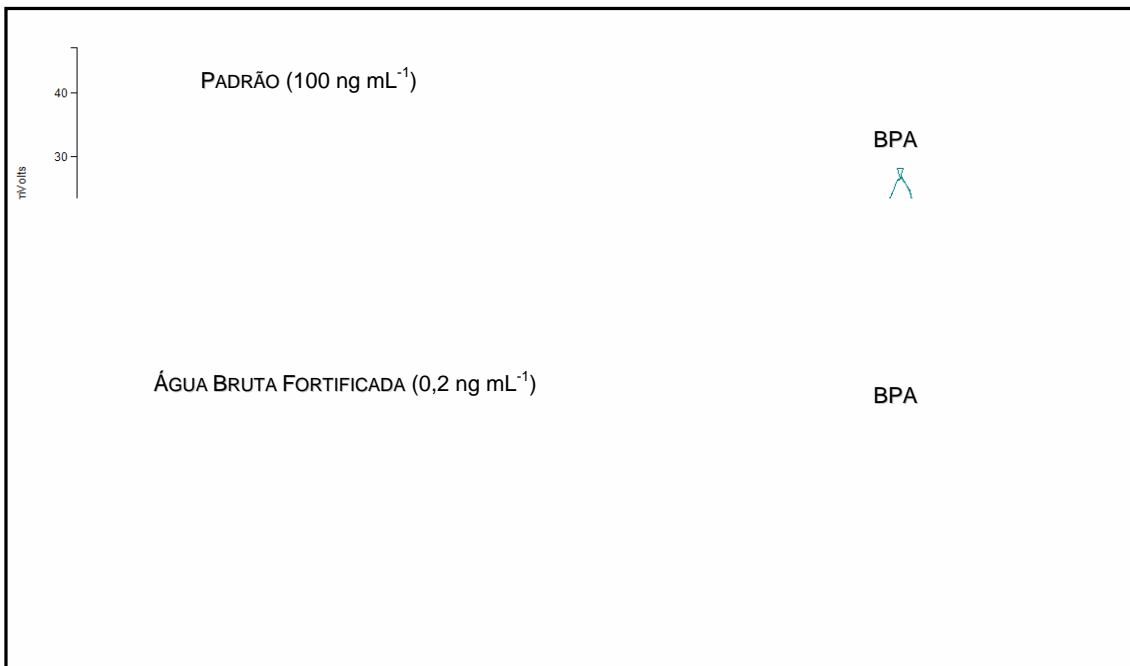 PADRÃO (100 ng mL-1)
40
BPA
30
mVolts
ÁGUA BRUTA FORTIFICADA (0,2 ng mL-1)
BPA